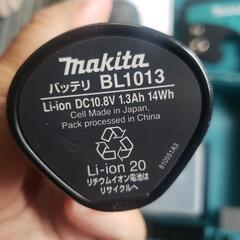 makita
バッテリ BL1013
Li-ion DC10.8V 1.3Ah 14Wh
Cell Made in Japan,
Pack processed in China
Li-ion 20
リチウムイオン電池は
リサイクルへ
810551A3